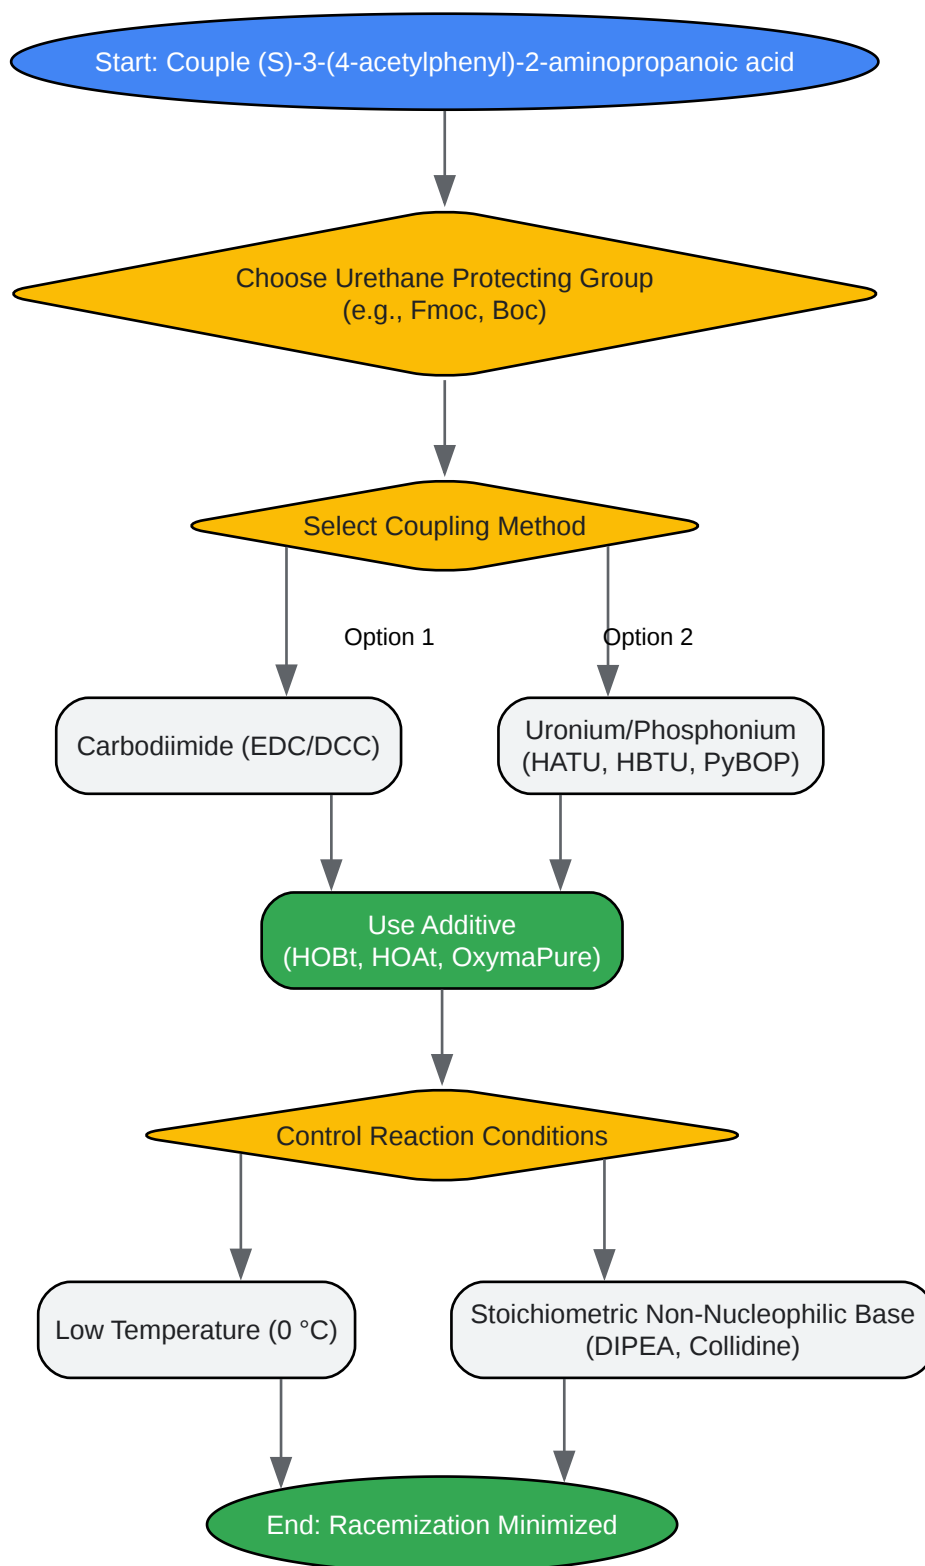 Start: Couple (S)-3-(4-acetylphenyl)-2-aminopropanoic acid
Choose Urethane Protecting Group
(e.g., Fmoc, Boc)
Select Coupling Method
Option 1
Option 2
Carbodiimide (EDC/DCC)
Uronium/Phosphonium
(HATU, HBTU, PyBOP)
Use Additive
(HOBt, HOAt, OxymaPure)
Control Reaction Conditions
Low Temperature (0 °C)
Stoichiometric Non-Nucleophilic Base
(DIPEA, Collidine)
End: Racemization Minimized